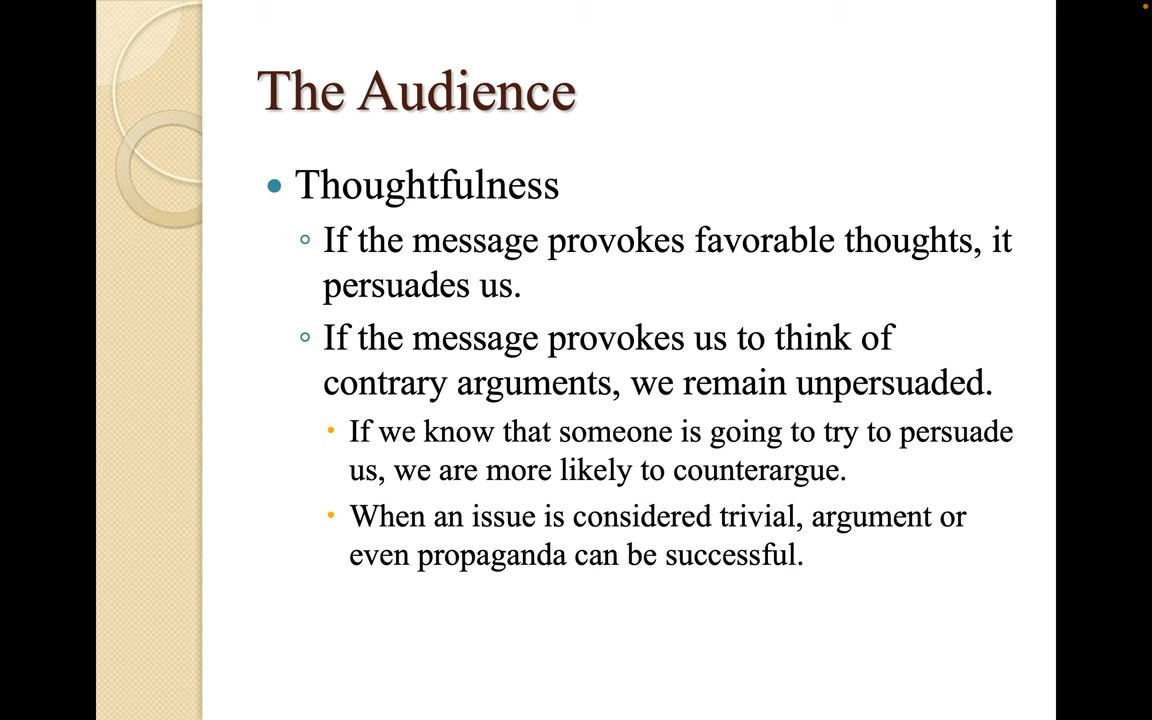 The Audience
Thoughtfulness
If the message provokes favorable thoughts, it
persuades us.
If the message provokes us to think of
contrary arguments, we remain unpersuaded.
If we know that someone is going to try to persuade
us, we are more likely to counterargue.
When an issue is considered trivial, argument or
even propaganda can be successful.